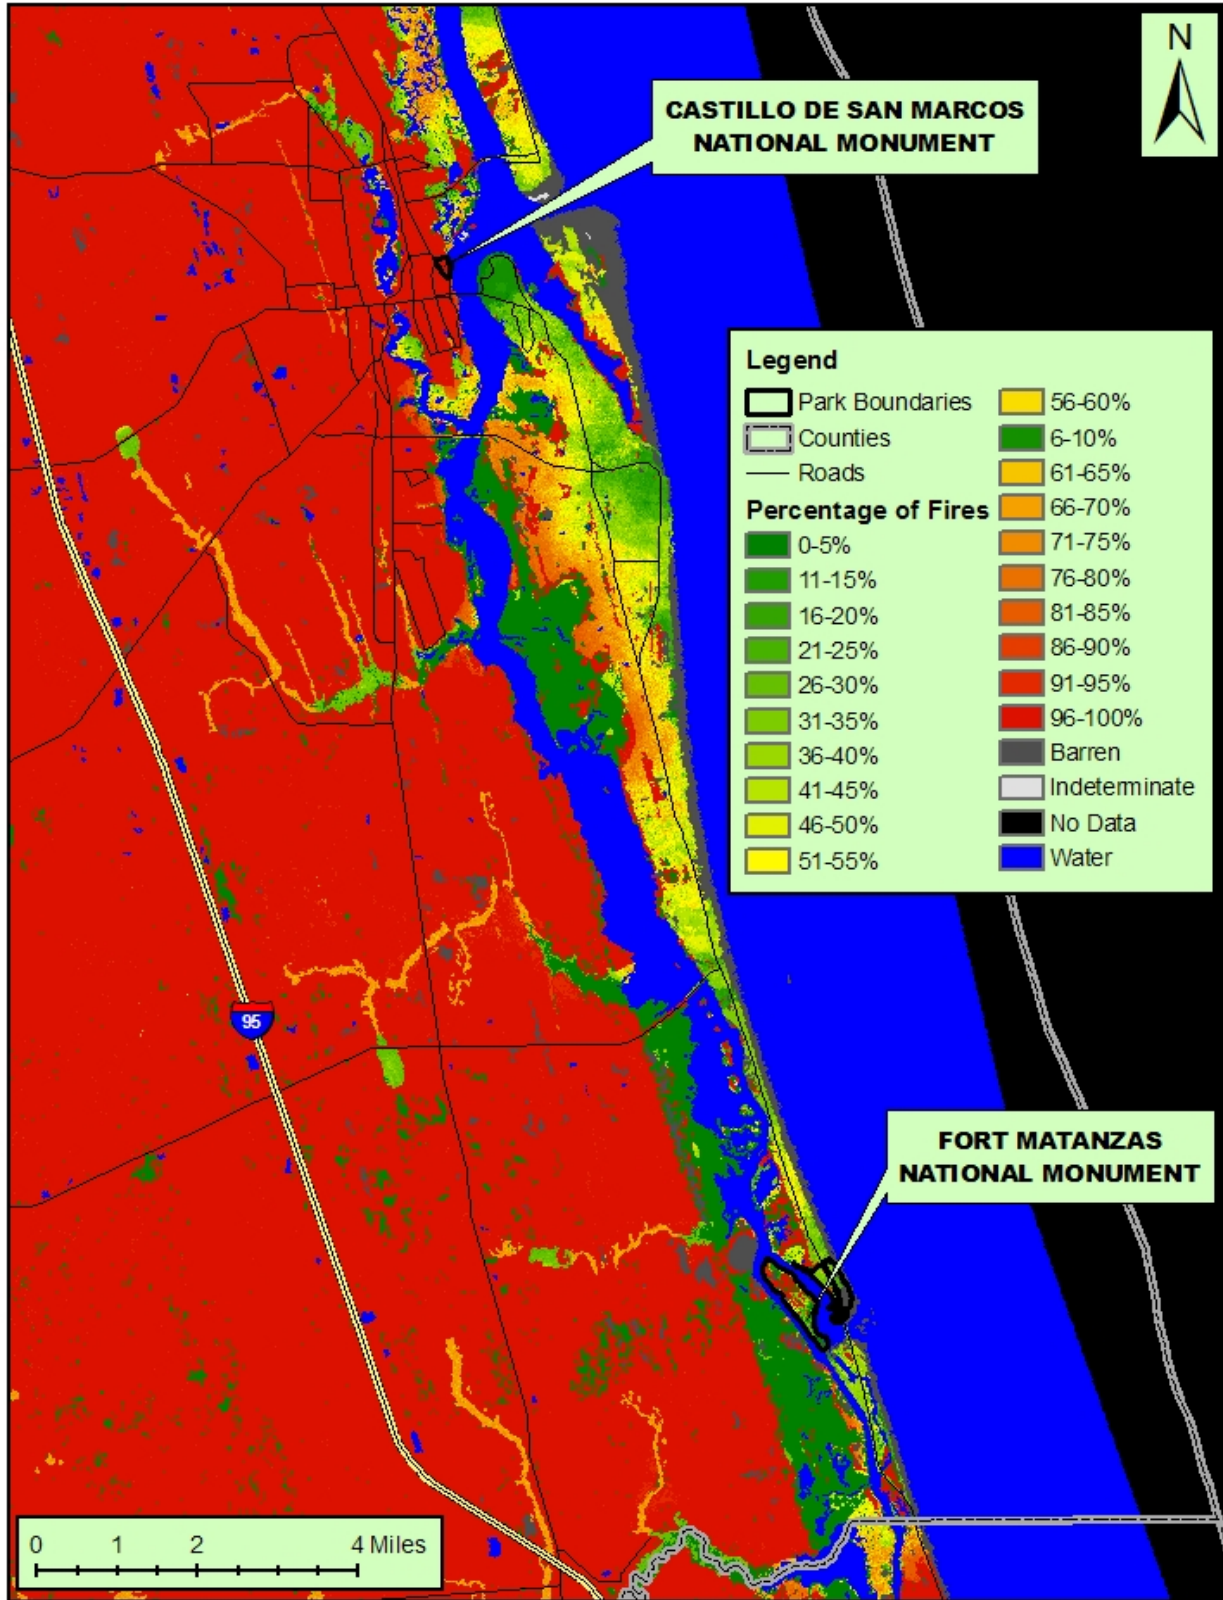 N
CASTILLO DE SAN MARCOS
NATIONAL MONUMENT
Legend
Park Boundaries
Counties
Roads
Percentage of Fires
0-5%
11-15%
16-20%
21-25%
26-30%
31-35%
36-40%
41-45%
46-50%
51-55%
56-60%
6-10%
61-65%
66-70%
71-75%
76-80%
81-85%
86-90%
91-95%
96-100%
Barren
Indeterminate
No Data
Water
95
FORT MATANZAS
NATIONAL MONUMENT
0 1 2 4 Miles